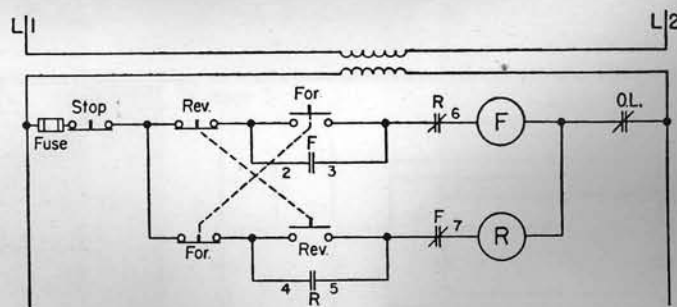 L1 L2
For.
Stop Rev. R 6 F O.L.
Fuse F
2 3
F 7 R
For. Rev.
4 5
R